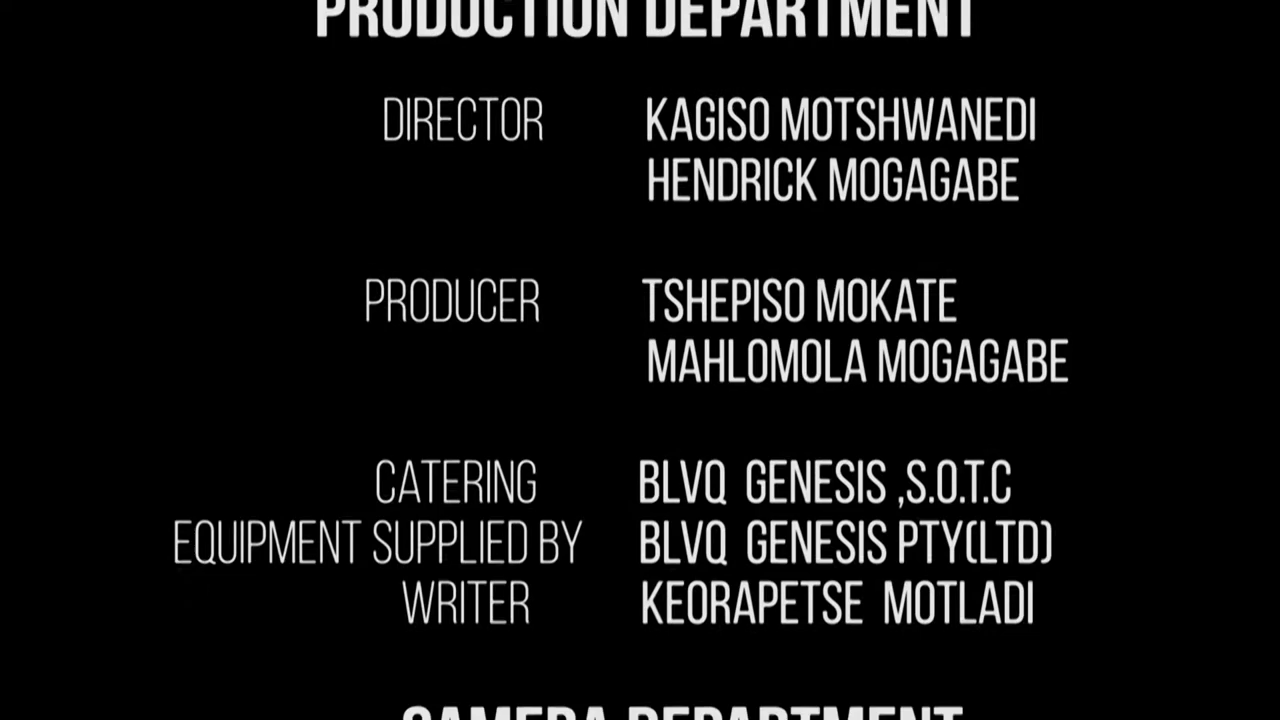 PRODUCTION DEPARTMENT
DIRECTOR KAGISO MOTSHWANEDI
HENDRICK MOGAGABE
PRODUCER TSHEPISO MOKATE
MAHLOMOLA MOGAGABE
CATERING BLVQ GENESIS ,S.O.T.C
EQUIPMENT SUPPLIED BY BLVQ GENESIS PTY(LTD)
WRITER KEORAPETSE MOTLADI
CAMERA DEPARTMENT